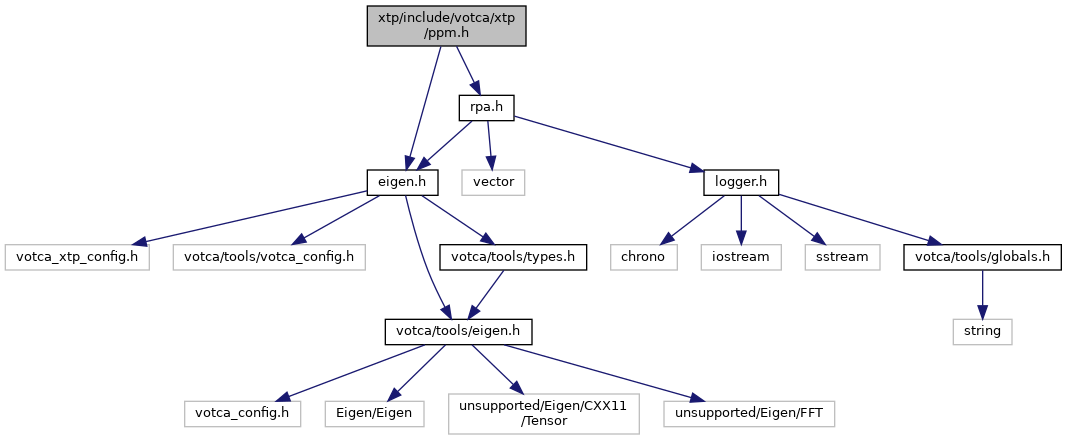 xtp/include/votca/xtp
/ppm.h
rpa.h
eigen.h
vector
logger.h
votca_xtp_config.h
votca/tools/votca_config.h
votca/tools/types.h
chrono
iostream
sstream
votca/tools/globals.h
votca/tools/eigen.h
string
votca_config.h
Eigen/Eigen
unsupported/Eigen/CXX11
/Tensor
unsupported/Eigen/FFT